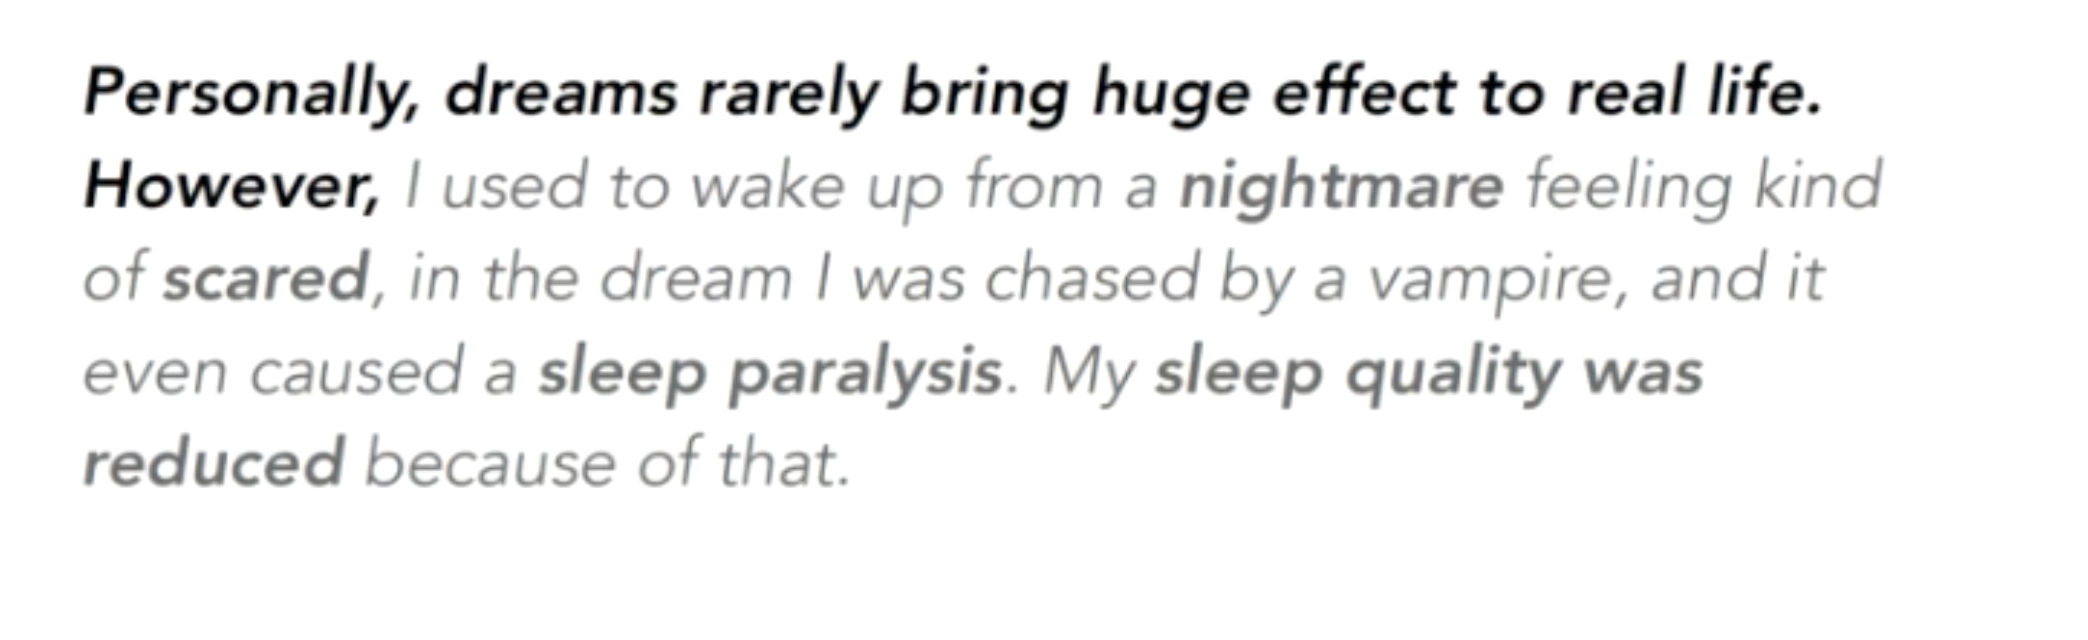 Personally, dreams rarely bring huge effect to real life.
However, I used to wake up from a nightmare feeling kind
of scared, in the dream I was chased by a vampire, and it
even caused a sleep paralysis. My sleep quality was
reduced because of that.